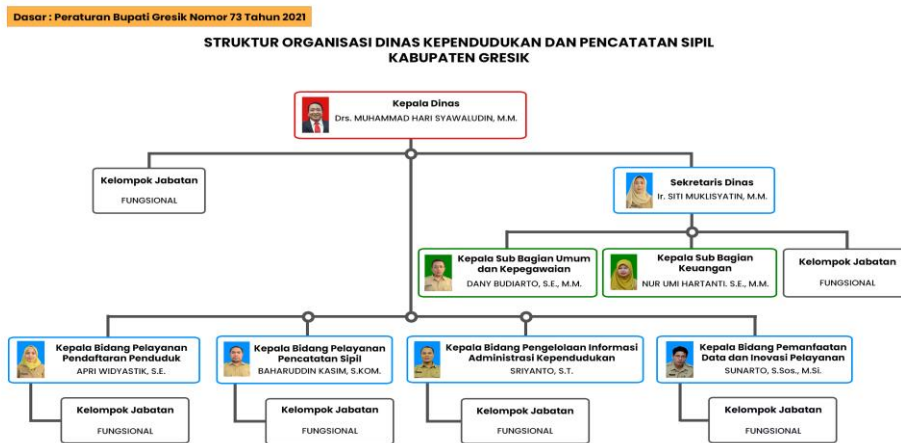 Dasar : Peraturan Bupati Gresik Nomor 73 Tahun 2021
STRUKTUR ORGANISASI DINAS KEPENDUDUKAN DAN PENCATATAN SIPIL
KABUPATEN GRESIK
Kepala Dinas
Drs. MUHAMMAD HARI SYAWALUDIN, M.M.
Kelompok Jabatan
FUNGSIONAL
Sekretaris Dinas
Ir. SITI MUKLISYATIN, M.M.
Kepala Sub Bagian Umum
dan Kepegawaian
DANY BUDIARTO, S.E., M.M.
Kepala Sub Bagian
Keuangan
NUR UMI HARTANTI. S.E., M.M.
Kelompok Jabatan
FUNGSIONAL
Kepala Bidang Pelayanan
Pendaftaran Penduduk
APRI WIDYASTIK, S.E.
Kepala Bidang Pelayanan
Pencatatan Sipil
BAHARUDDIN KASIM, S.KOM.
Kepala Bidang Pengelolaan Informasi
Administrasi Kependudukan
SRIYANTO, S.T.
Kepala Bidang Pemanfaatan
Data dan Inovasi Pelayanan
SUNARTO, S.Sos., M.Si.
Kelompok Jabatan
FUNGSIONAL
Kelompok Jabatan
FUNGSIONAL
Kelompok Jabatan
FUNGSIONAL
Kelompok Jabatan
FUNGSIONAL